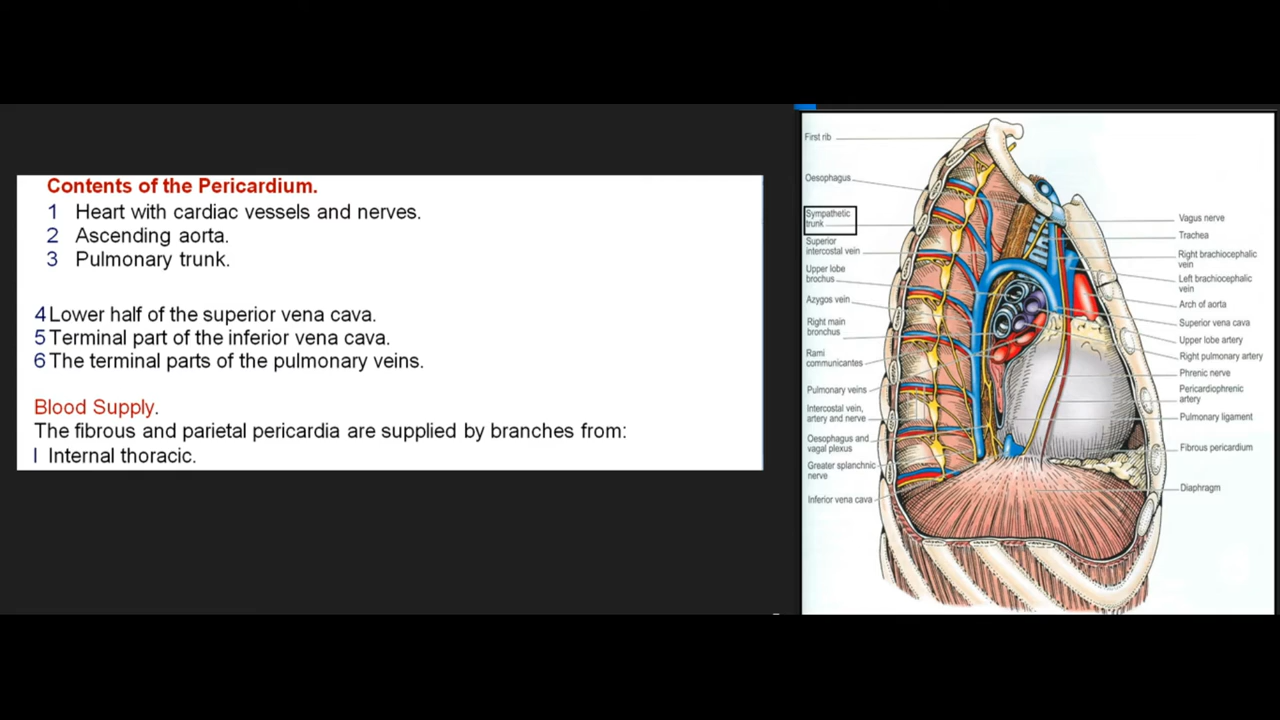 Contents of the Pericardium.
1 Heart with cardiac vessels and nerves.
2 Ascending aorta.
3 Pulmonary trunk.
4 Lower half of the superior vena cava.
5 Terminal part of the inferior vena cava.
6 The terminal parts of the pulmonary veins.
Blood Supply.
The fibrous and parietal pericardia are supplied by branches from:
I Internal thoracic.
First rib
Oesophagus
Sympathetic
trunk
Superior
intercostal vein
Upper lobe
brochus
Azygos vein
Right main
bronchus
Rami
communicantes
Pulmonary veins
Intercostal vein,
artery and nerve
Oesophagus and
vagal plexus
Greater splanchnic
nerve
Inferior vena cava
Vagus nerve
Trachea
Right brachiocephalic
vein
Left brachiocephalic
vein
Arch of aorta
Superior vena cava
Upper lobe artery
Right pulmonary artery
Phrenic nerve
Pericardiophrenic
artery
Pulmonary ligament
Fibrous pericardium
Diaphragm